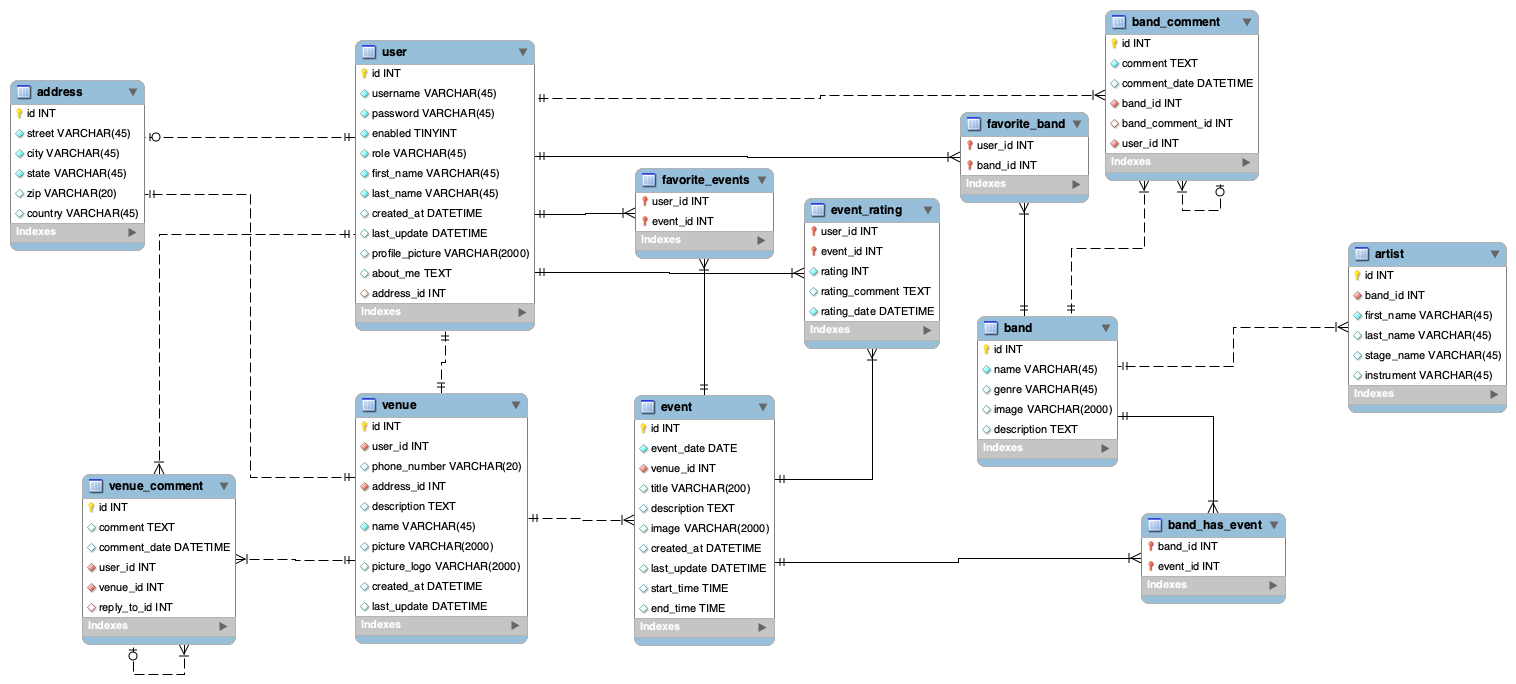 address
id INT
street VARCHAR(45)
city VARCHAR(45)
state VARCHAR(45)
zip VARCHAR(20)
country VARCHAR(45)
Indexes
user
id INT
username VARCHAR(45)
password VARCHAR(45)
enabled TINYINT
role VARCHAR(45)
first_name VARCHAR(45)
last_name VARCHAR(45)
created_at DATETIME
last_update DATETIME
profile_picture VARCHAR(2000)
about_me TEXT
address_id INT
Indexes
favorite_events
user_id INT
event_id INT
Indexes
event_rating
user_id INT
event_id INT
rating INT
rating_comment TEXT
rating_date DATETIME
Indexes
favorite_band
user_id INT
band_id INT
Indexes
band_comment
id INT
comment TEXT
comment_date DATETIME
band_id INT
band_comment_id INT
user_id INT
Indexes
artist
id INT
band_id INT
first_name VARCHAR(45)
last_name VARCHAR(45)
stage_name VARCHAR(45)
instrument VARCHAR(45)
Indexes
band
id INT
name VARCHAR(45)
genre VARCHAR(45)
image VARCHAR(2000)
description TEXT
Indexes
venue_comment
id INT
comment TEXT
comment_date DATETIME
user_id INT
venue_id INT
reply_to_id INT
Indexes
venue
id INT
user_id INT
phone_number VARCHAR(20)
address_id INT
description TEXT
name VARCHAR(45)
picture VARCHAR(2000)
picture_logo VARCHAR(2000)
created_at DATETIME
last_update DATETIME
Indexes
event
id INT
event_date DATE
venue_id INT
title VARCHAR(200)
description TEXT
image VARCHAR(2000)
created_at DATETIME
last_update DATETIME
start_time TIME
end_time TIME
Indexes
band_has_event
band_id INT
event_id INT
Indexes